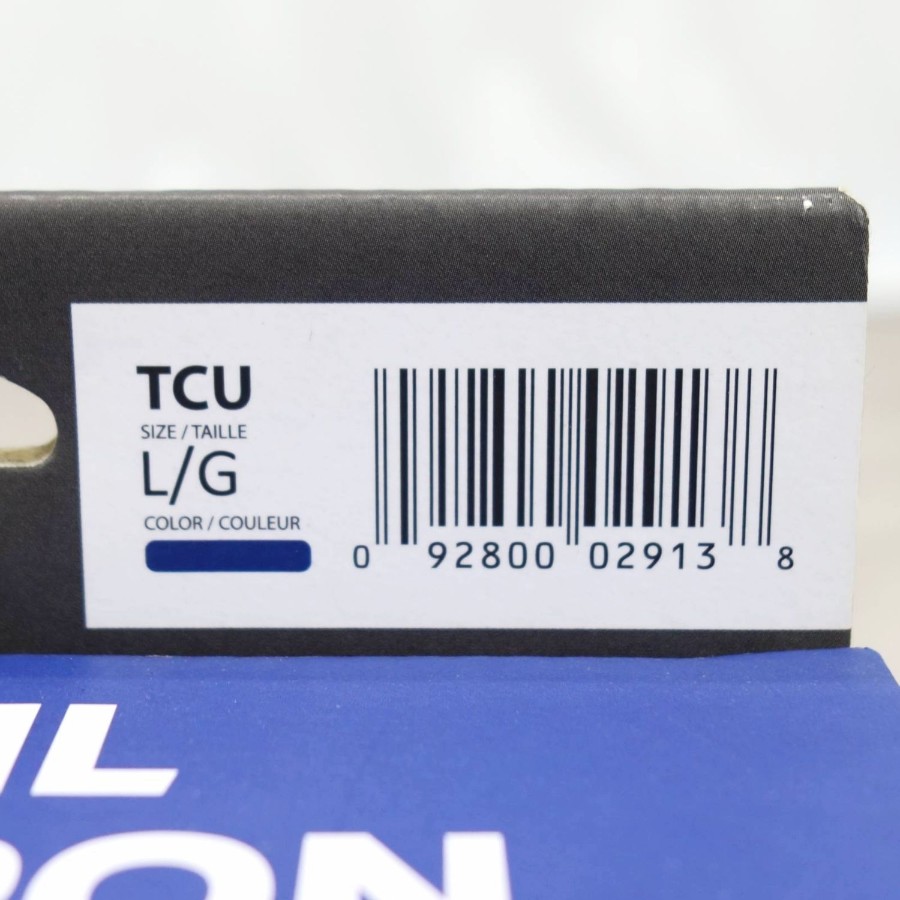 TCU
SIZE / TAILLE
L/G
COLOR / COULEUR
0 92800 02913 8